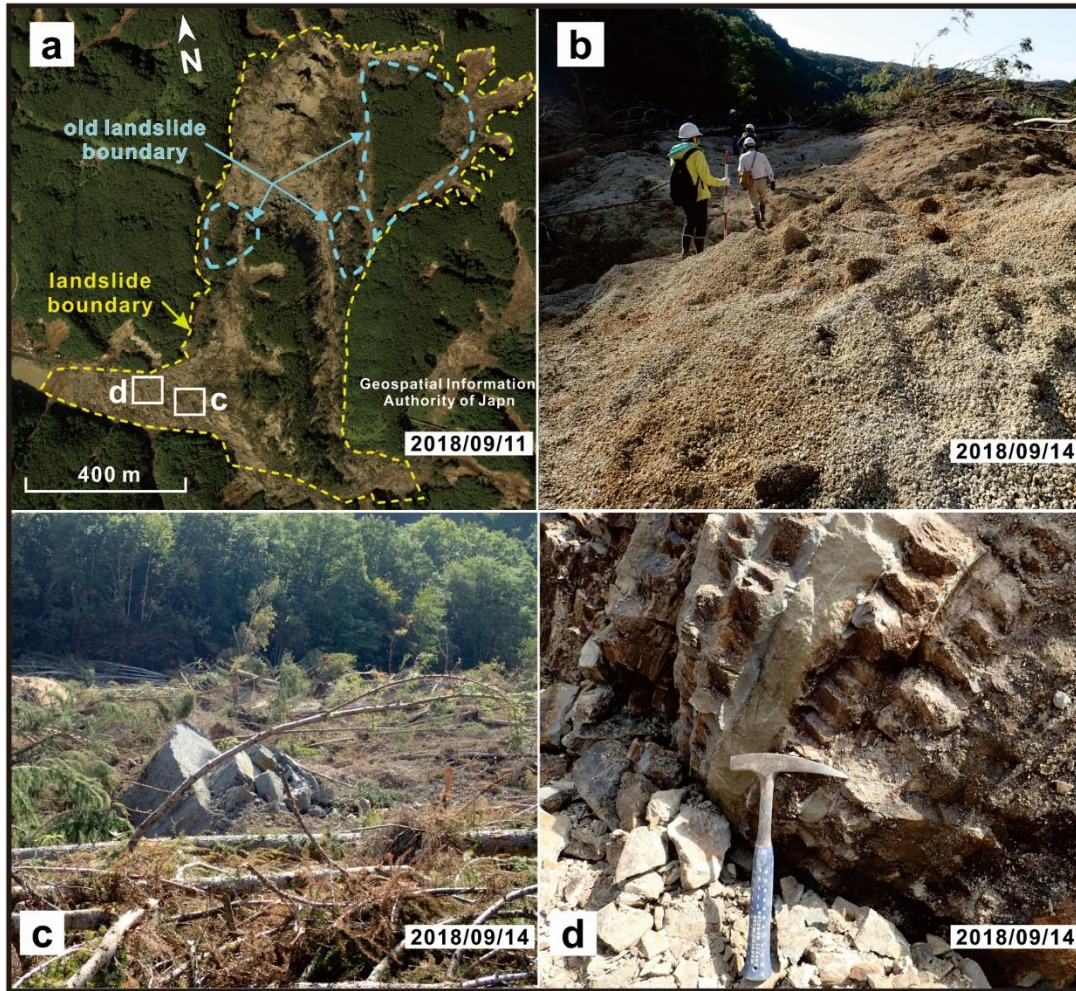 a
N
old landslide
boundary
landslide
boundary
d
c
Geospatial Information
Authority of Japn
2018/09/11
400 m
b
2018/09/14
c
2018/09/14
d
2018/09/14